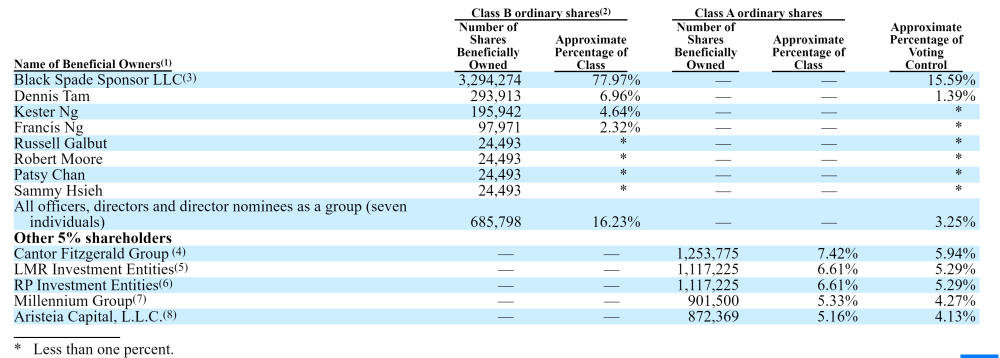 Class B ordinary shares(2) Class A ordinary shares
Name of Beneficial Owners(1) Number of Shares Beneficially Owned Approximate Percentage of Class Number of Shares Beneficially Owned Approximate Percentage of Class Approximate Percentage of Voting Control
Black Spade Sponsor LLC(3) 3,294,274 77.97% — — 15.59%
Dennis Tam 293,913 6.96% — — 1.39%
Kester Ng 195,942 4.64% — — *
Francis Ng 97,971 2.32% — — *
Russell Galbut 24,493 * — — *
Robert Moore 24,493 * — — *
Patsy Chan 24,493 * — — *
Sammy Hsieh 24,493 * — — *
All officers, directors and director nominees as a group (seven
individuals) 685,798 16.23% — — 3.25%
Other 5% shareholders
Cantor Fitzgerald Group (4) — — 1,253,775 7.42% 5.94%
LMR Investment Entities(5) — — 1,117,225 6.61% 5.29%
RP Investment Entities(6) — — 1,117,225 6.61% 5.29%
Millennium Group(7) — — 901,500 5.33% 4.27%
Aristeia Capital, L.L.C.(8) — — 872,369 5.16% 4.13%
* Less than one percent.